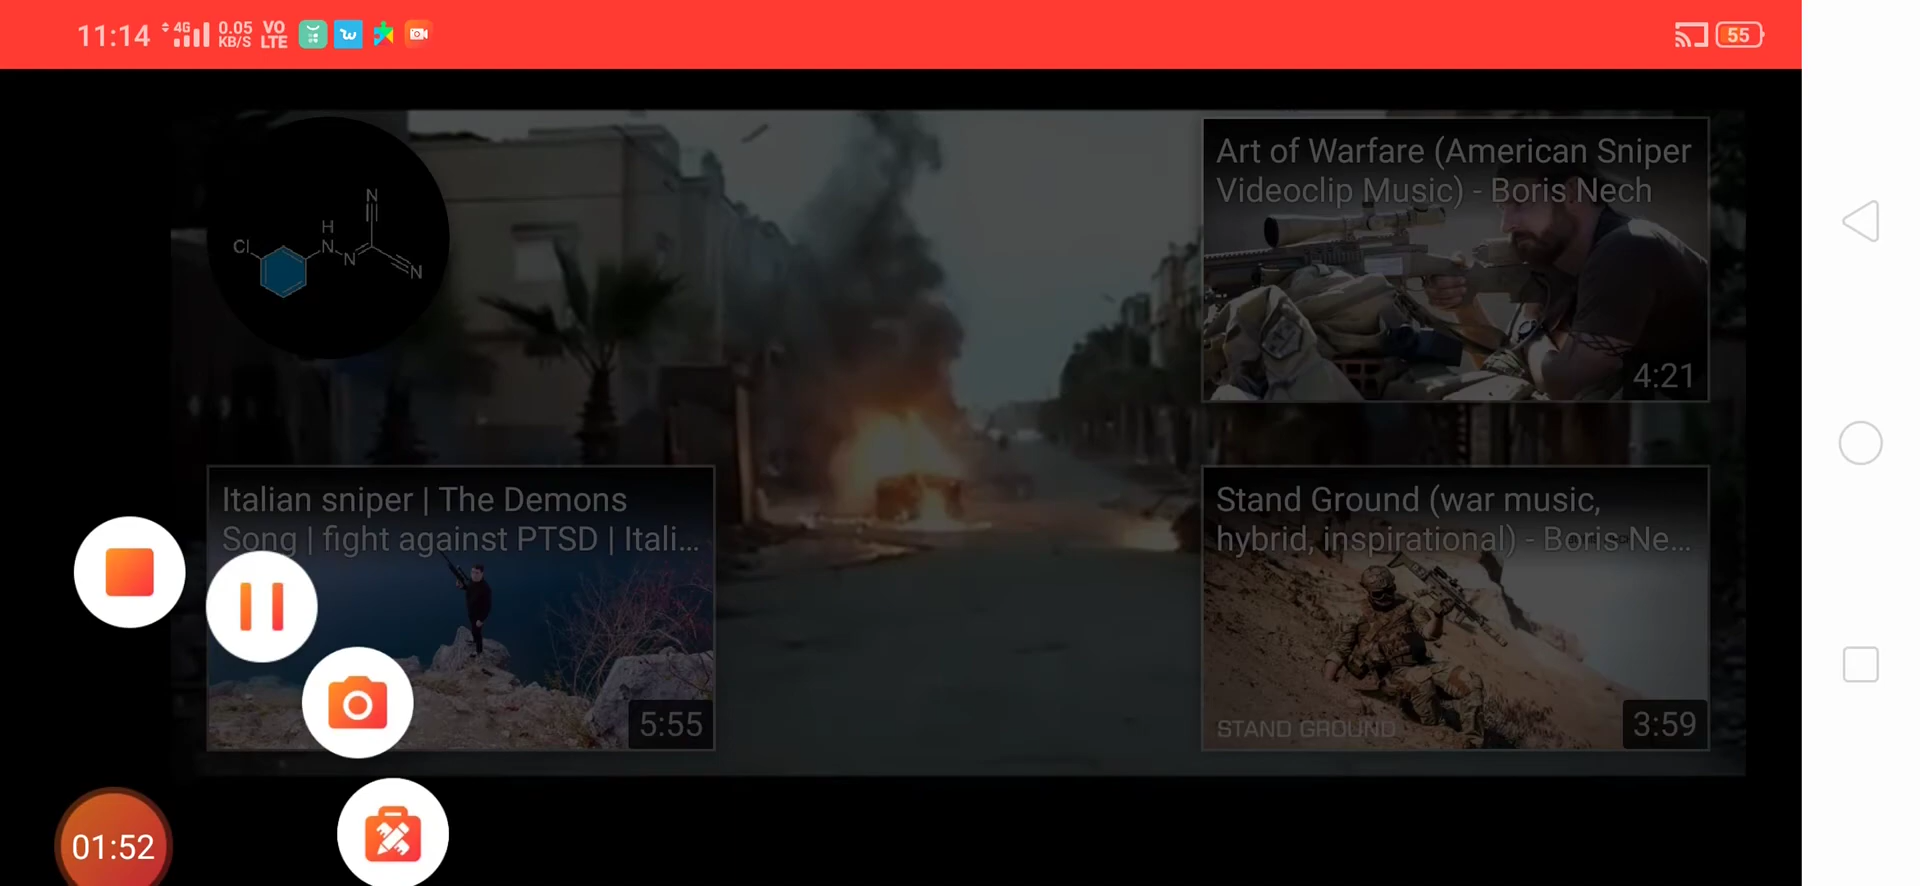 11:14
4G
0.05
KB/S
VO
LTE
55
Art of Warfare (American Sniper
Videoclip Music) - Boris Nech
4:21
N
H
Cl
N
N
N
Italian sniper | The Demons
Song | fight against PTSD | Itali...
5:55
Stand Ground (war music,
hybrid, inspirational) - Boris Ne...
STAND GROUND
3:59
01:52